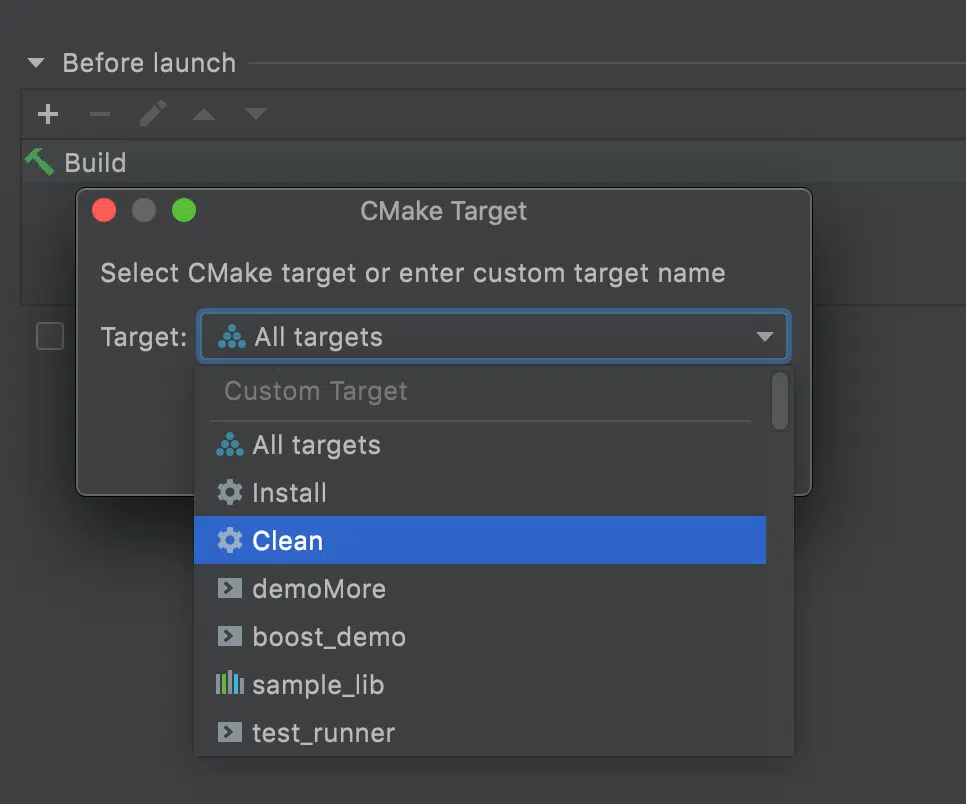 Before launch
Build
CMake Target
Select CMake target or enter custom target name
Target: All targets
Custom Target
All targets
Install
Clean
demoMore
boost_demo
sample_lib
test_runner